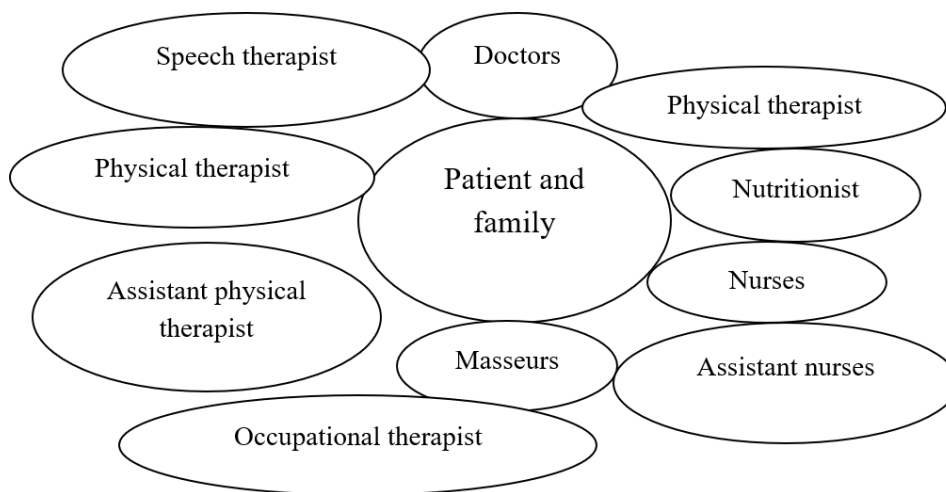 Speech therapist
Doctors
Physical therapist
Physical therapist
Patient and
family
Nutritionist
Assistant physical
therapist
Nurses
Masseurs
Assistant nurses
Occupational therapist